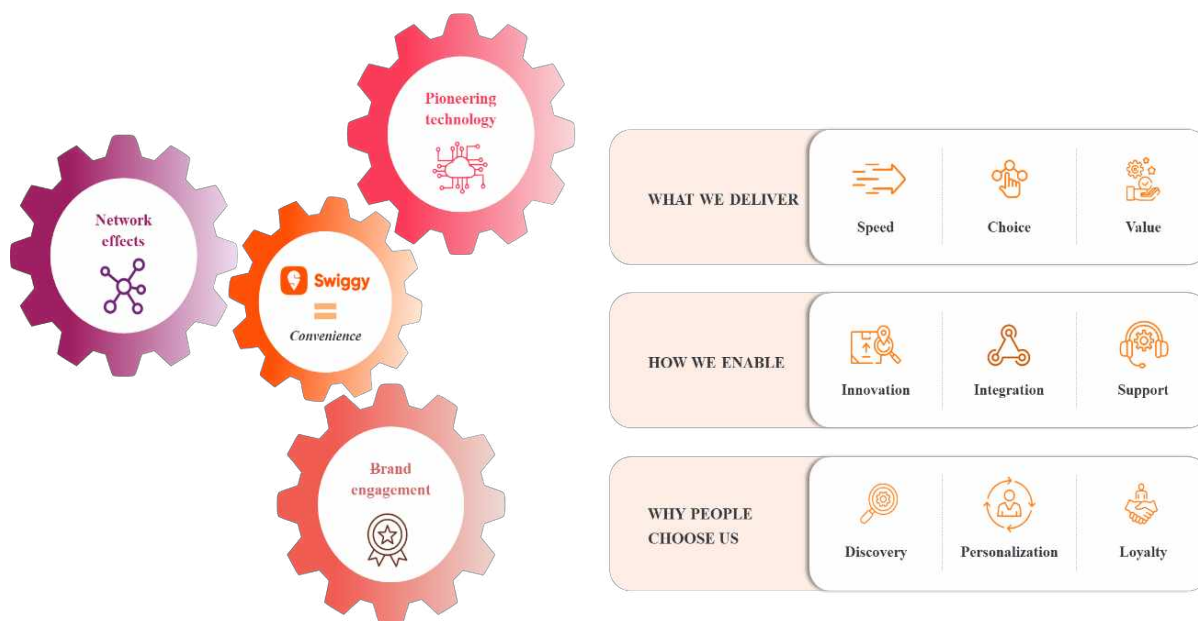 Pioneering
technology
Network
effects
Swiggy
=
Convenience
Brand
engagement
WHAT WE DELIVER
Speed
Choice
Value
HOW WE ENABLE
Innovation
Integration
Support
WHY PEOPLE
CHOOSE US
Discovery
Personalization
Loyalty